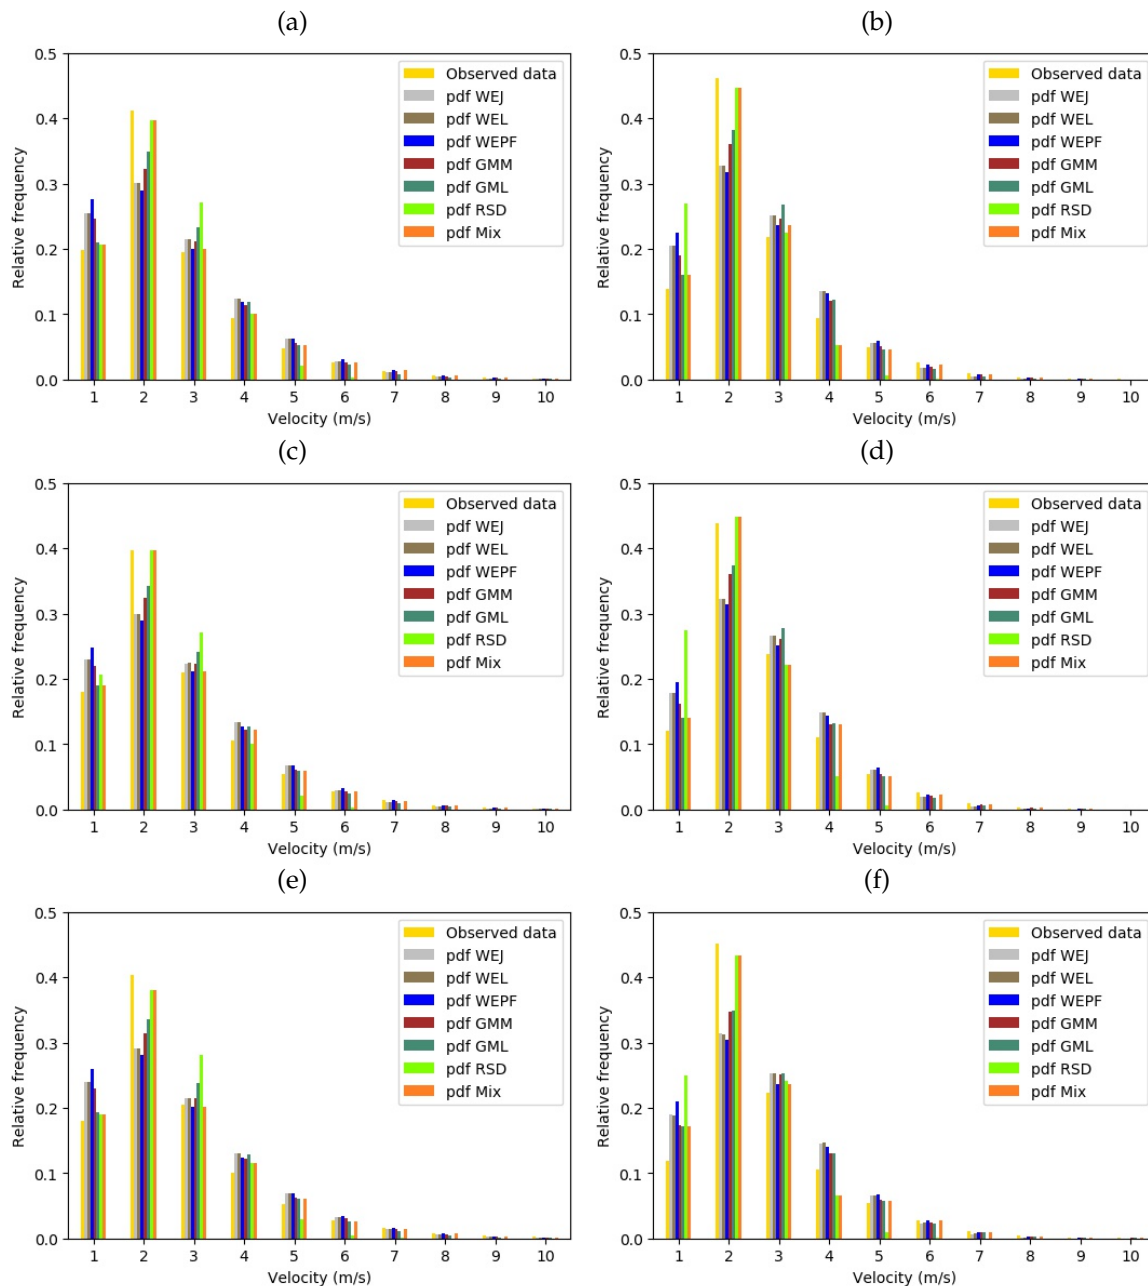 (a)
(b)
0.5
0.4
0.3
0.2
0.1
0.0
Relative frequency
Observed data
pdf WEJ
pdf WEL
pdf WEPF
pdf GMM
pdf GML
pdf RSD
pdf Mix
1 2 3 4 5 6 7 8 9 10
Velocity (m/s)
0.5
0.4
0.3
0.2
0.1
0.0
Relative frequency
Observed data
pdf WEJ
pdf WEL
pdf WEPF
pdf GMM
pdf GML
pdf RSD
pdf Mix
1 2 3 4 5 6 7 8 9 10
Velocity (m/s)
(c)
(d)
0.5
0.4
0.3
0.2
0.1
0.0
Relative frequency
Observed data
pdf WEJ
pdf WEL
pdf WEPF
pdf GMM
pdf GML
pdf RSD
pdf Mix
1 2 3 4 5 6 7 8 9 10
Velocity (m/s)
0.5
0.4
0.3
0.2
0.1
0.0
Relative frequency
Observed data
pdf WEJ
pdf WEL
pdf WEPF
pdf GMM
pdf GML
pdf RSD
pdf Mix
1 2 3 4 5 6 7 8 9 10
Velocity (m/s)
(e)
(f)
0.5
0.4
0.3
0.2
0.1
0.0
Relative frequency
Observed data
pdf WEJ
pdf WEL
pdf WEPF
pdf GMM
pdf GML
pdf RSD
pdf Mix
1 2 3 4 5 6 7 8 9 10
Velocity (m/s)
0.5
0.4
0.3
0.2
0.1
0.0
Relative frequency
Observed data
pdf WEJ
pdf WEL
pdf WEPF
pdf GMM
pdf GML
pdf RSD
pdf Mix
1 2 3 4 5 6 7 8 9 10
Velocity (m/s)